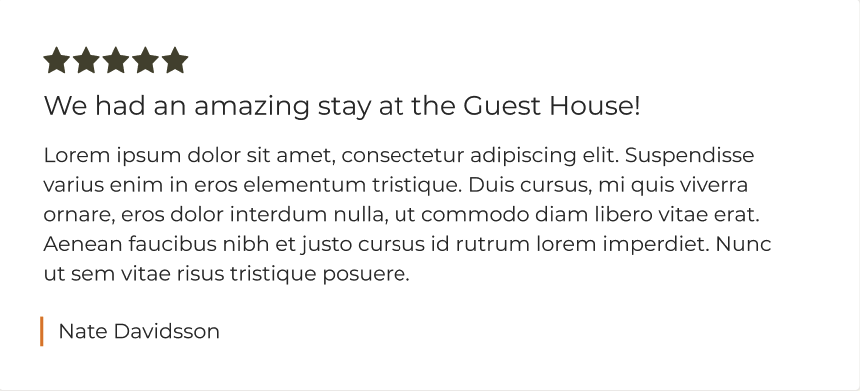 We had an amazing stay at the Guest House!
Lorem ipsum dolor sit amet, consectetur adipiscing elit. Suspendisse
varius enim in eros elementum tristique. Duis cursus, mi quis viverra
ornare, eros dolor interdum nulla, ut commodo diam libero vitae erat.
Aenean faucibus nibh et justo cursus id rutrum lorem imperdiet. Nunc
ut sem vitae risus tristique posuere.
Nate Davidsson